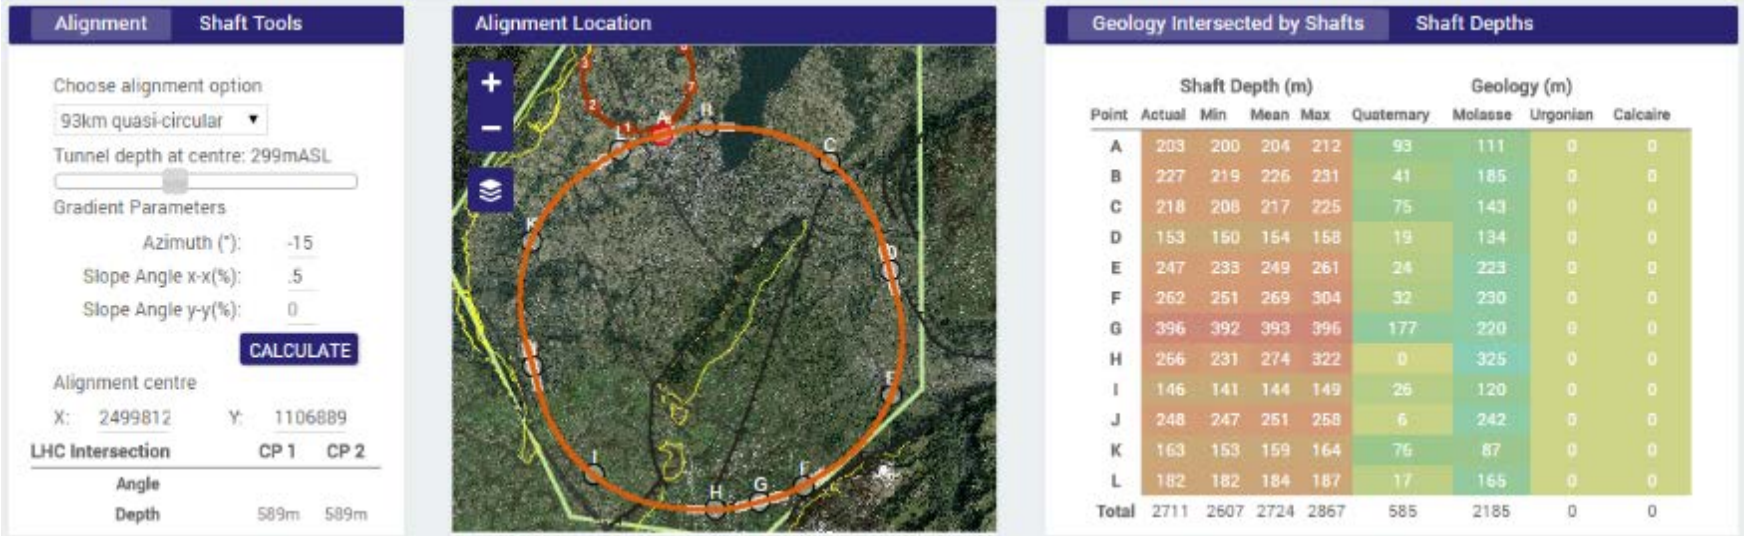 Alignment Shaft Tools
Choose alignment option
93km quasi-circular
Tunnel depth at centre: 299mASL
Gradient Parameters
Azimuth (°): -15
Slope Angle x-x(%): .5
Slope Angle y-y(%): 0
CALCULATE
Alignment centre
X: 2499812 Y: 1106889
LHC Intersection CP 1 CP 2
Angle
Depth 589m 589m
Alignment Location
+
−
3
2
1
7
A
B
C
D
E
F
G
H
I
K
L
Geology Intersected by Shafts Shaft Depths
Shaft Depth (m) Geology (m)
Point Actual Min Mean Max Quaternary Molasse Urgonian Calcaire
A 203 200 204 212 93 111 0 0
B 227 219 226 231 41 185 0 0
C 218 208 217 225 75 143 0 0
D 153 150 154 158 19 134 0 0
E 247 233 249 261 24 223 0 0
F 262 251 269 304 32 230 0 0
G 396 392 393 396 177 220 0 0
H 266 231 274 322 0 325 0 0
I 146 141 144 149 26 120 0 0
J 248 247 251 258 6 242 0 0
K 163 153 159 164 76 87 0 0
L 182 182 184 187 17 165 0 0
Total 2711 2607 2724 2867 585 2185 0 0